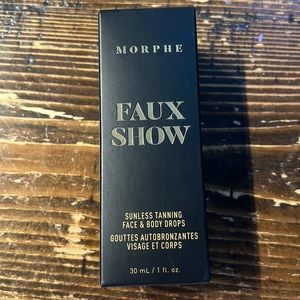 MORPHE
FAUX
SHOW
SUNLESS TANNING
FACE & BODY DROPS
GOUTTES AUTOBRONZANTES
VISAGE ET CORPS
30 mL / 1 fl. oz.